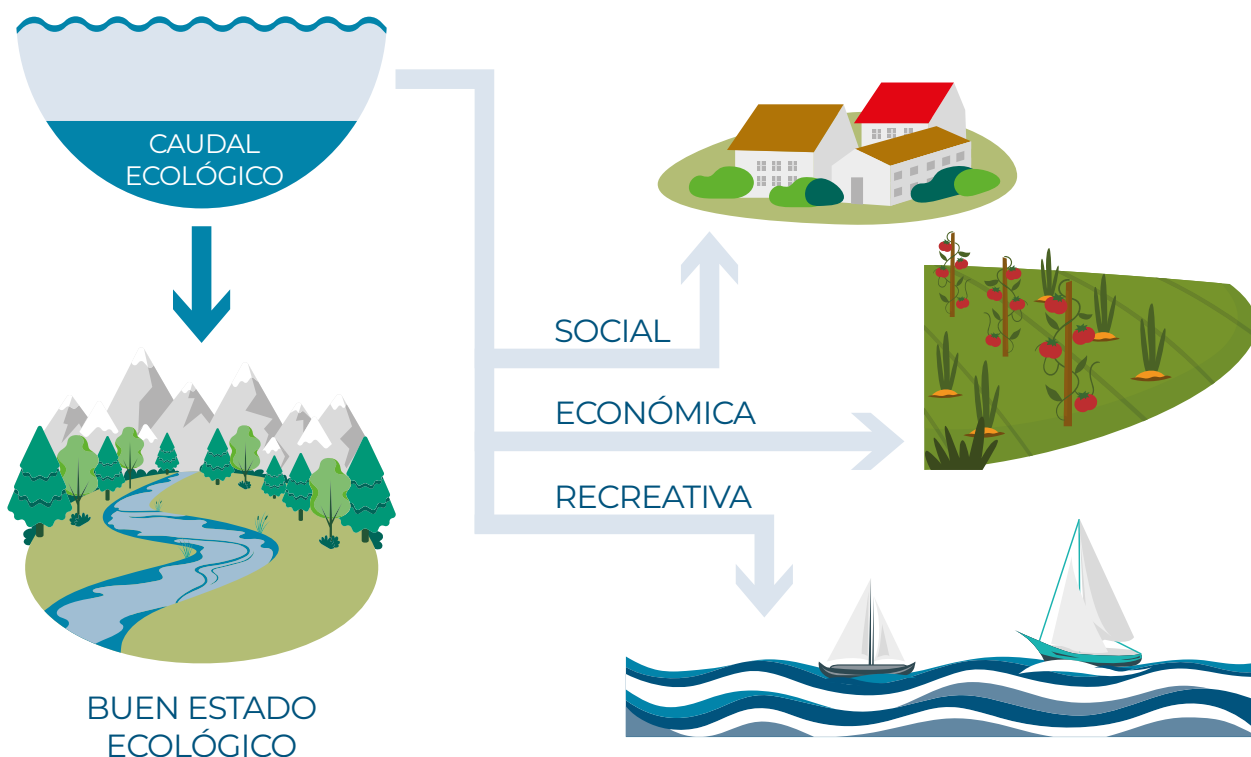 CAUDAL
ECOLÓGICO
SOCIAL
ECONÓMICA
RECREATIVA
BUEN ESTADO
ECOLÓGICO